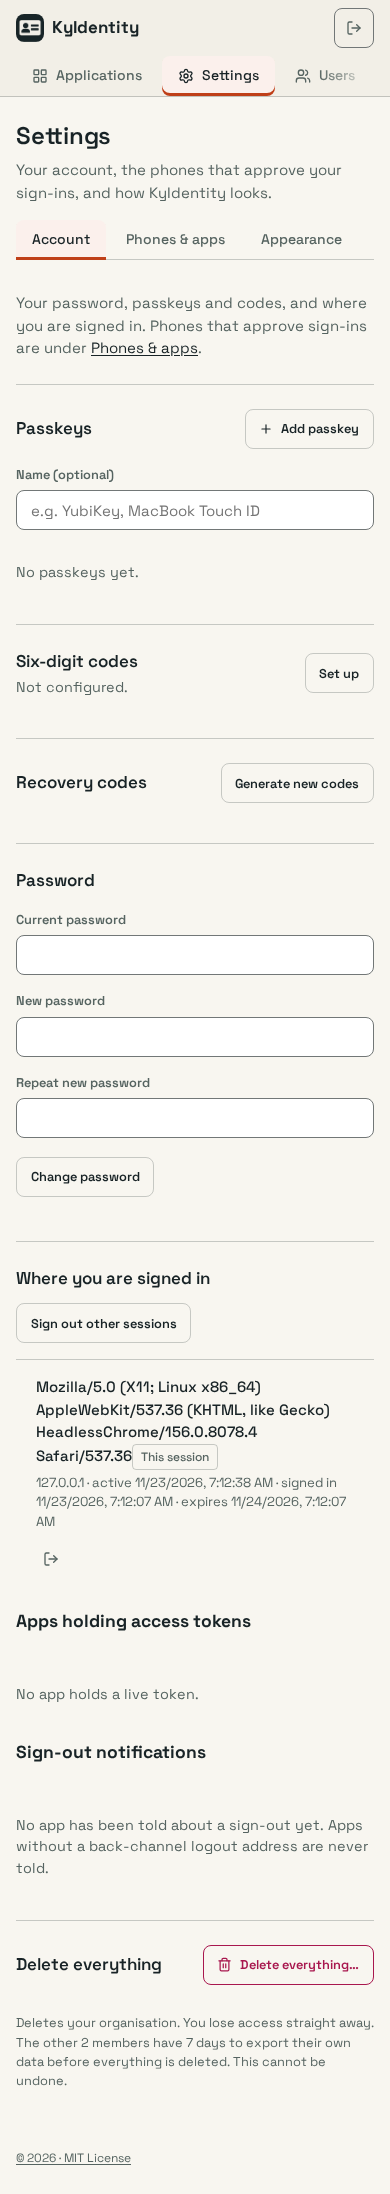 KyIdentity
Applications
Settings
Users
Settings
Your account, the phones that approve your
sign-ins, and how KyIdentity looks.
Account
Phones & apps
Appearance
Your password, passkeys and codes, and where
you are signed in. Phones that approve sign-ins
are under Phones & apps.
Passkeys
Add passkey
Name (optional)
e.g. YubiKey, MacBook Touch ID
No passkeys yet.
Six-digit codes
Set up
Not configured.
Recovery codes
Generate new codes
Password
Current password
New password
Repeat new password
Change password
Where you are signed in
Sign out other sessions
Mozilla/5.0 (X11; Linux x86_64)
AppleWebKit/537.36 (KHTML, like Gecko)
HeadlessChrome/156.0.8078.4
Safari/537.36 This session
127.0.0.1 · active 11/23/2026, 7:12:38 AM · signed in
11/23/2026, 7:12:07 AM · expires 11/24/2026, 7:12:07
AM
Apps holding access tokens
No app holds a live token.
Sign-out notifications
No app has been told about a sign-out yet. Apps
without a back-channel logout address are never
told.
Delete everything
Delete everything...
Deletes your organisation. You lose access straight away.
The other 2 members have 7 days to export their own
data before everything is deleted. This cannot be
undone.
© 2026 · MIT License